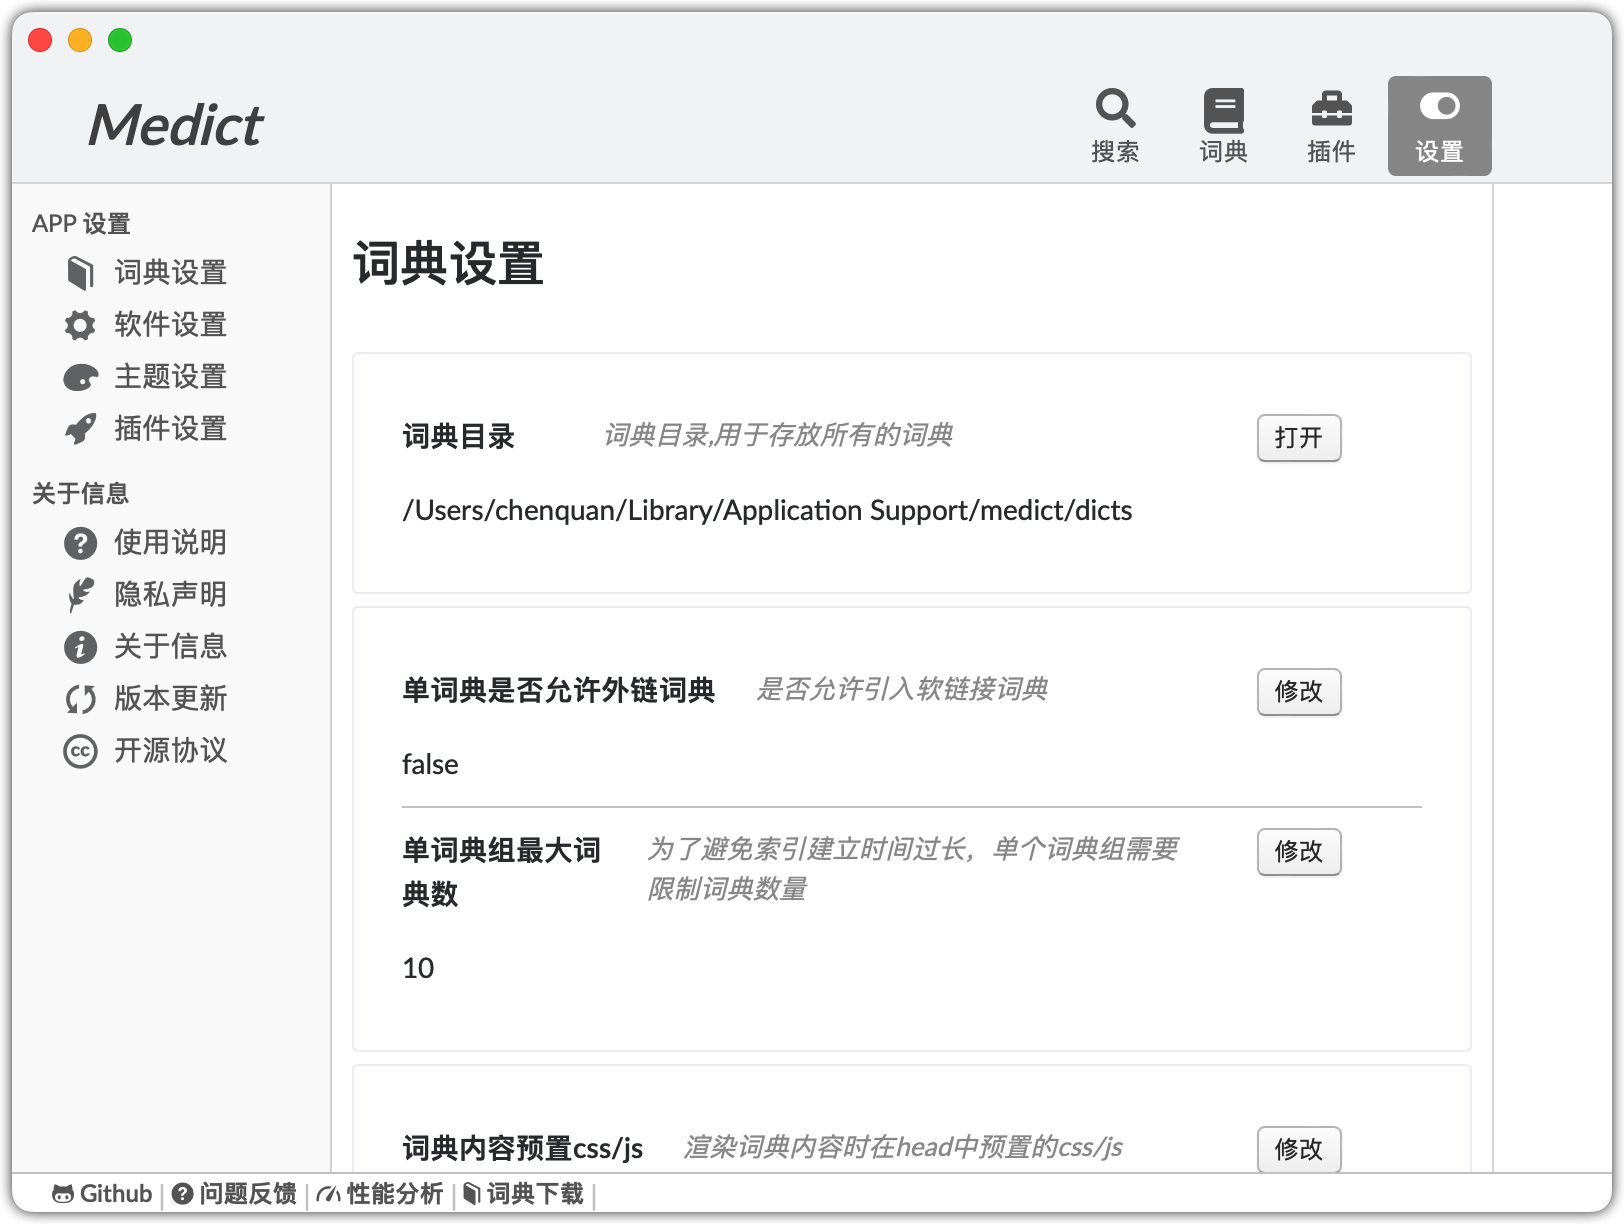 Medict
搜索
词典
插件
设置
APP 设置
词典设置
软件设置
主题设置
插件设置
关于信息
使用说明
隐私声明
关于信息
版本更新
开源协议
词典设置
词典目录
词典目录,用于存放所有的词典
打开
/Users/chenquan/Library/Application Support/medict/dicts
单词典是否允许外链词典
是否允许引入软链接词典
修改
false
单词典组最大词
典数
为了避免索引建立时间过长，单个词典组需要
限制词典数量
修改
10
词典内容预置css/js
渲染词典内容时在head中预置的css/js
修改
Github | 问题反馈 | 性能分析 | 词典下载 |